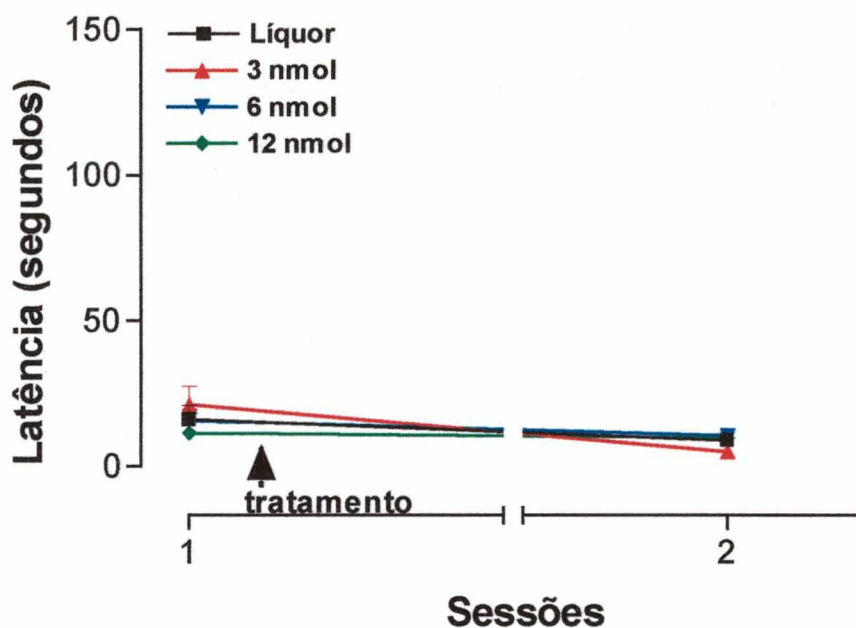 150
100
50
0
Latência (segundos)
Líquor
3 nmol
6 nmol
12 nmol
tratamento
1
2
Sessões